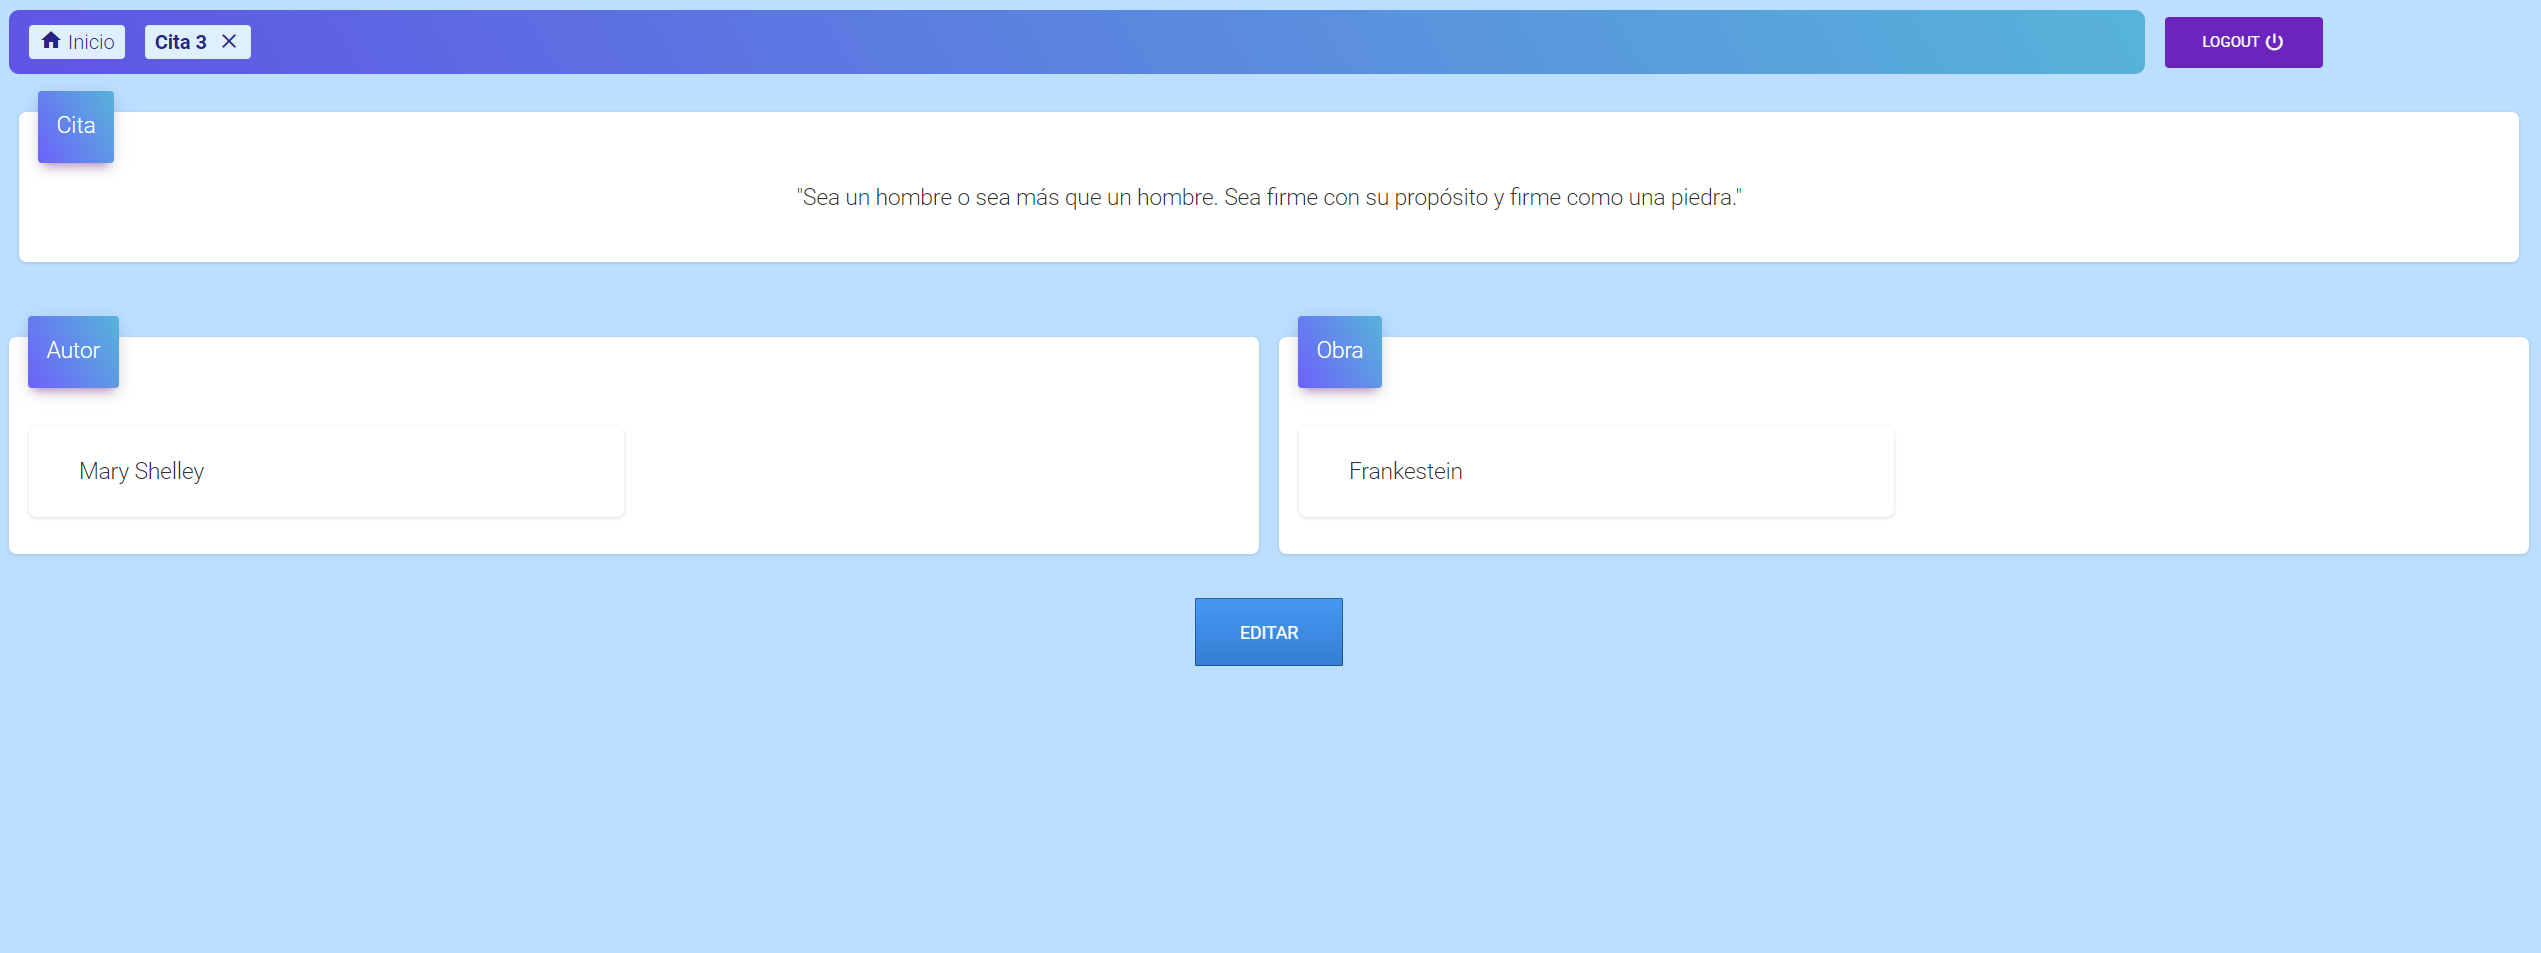 Inicio
Cita 3
LOGOUT
Cita
"Sea un hombre o sea más que un hombre. Sea firme con su propósito y firme como una piedra."
Autor
Mary Shelley
Obra
Frankestein
EDITAR